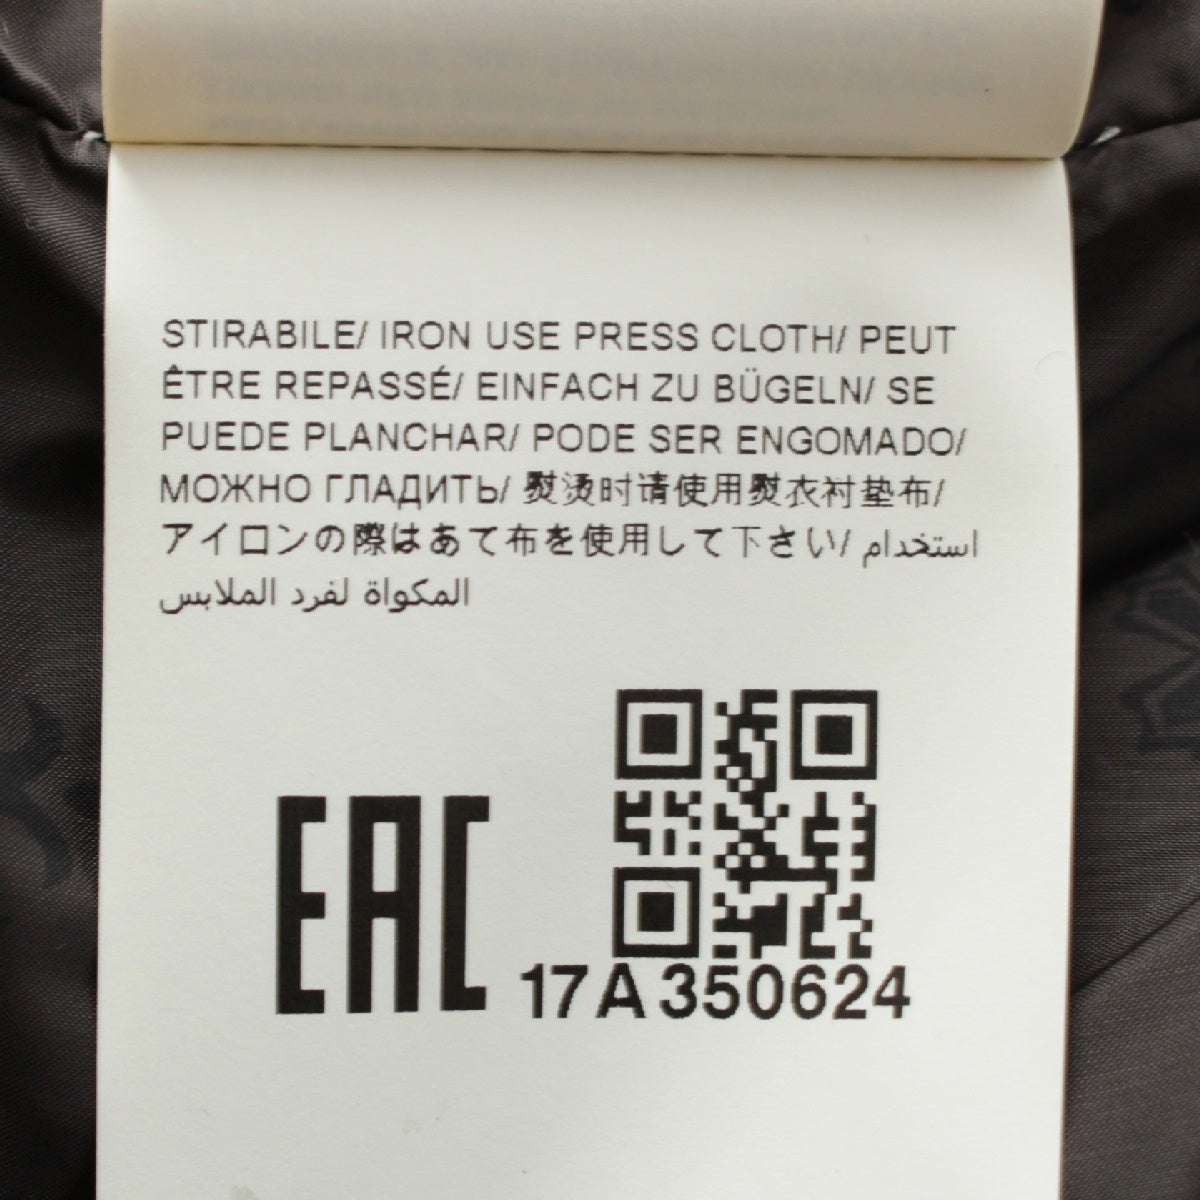 STIRABILE/ IRON USE PRESS CLOTH/ PEUT
ÊTRE REPASSÉ/ EINFACH ZU BÜGELN/ SE
PUEDE PLANCHAR/ PODE SER ENGOMADO/
МОЖНО ГЛАДИТЬ/ 熨烫时请使用熨衣衬垫布/
アイロンの際はあて布を使用して下さい/ استخدام
المكواة لفرد الملابس
EAC
17A350624